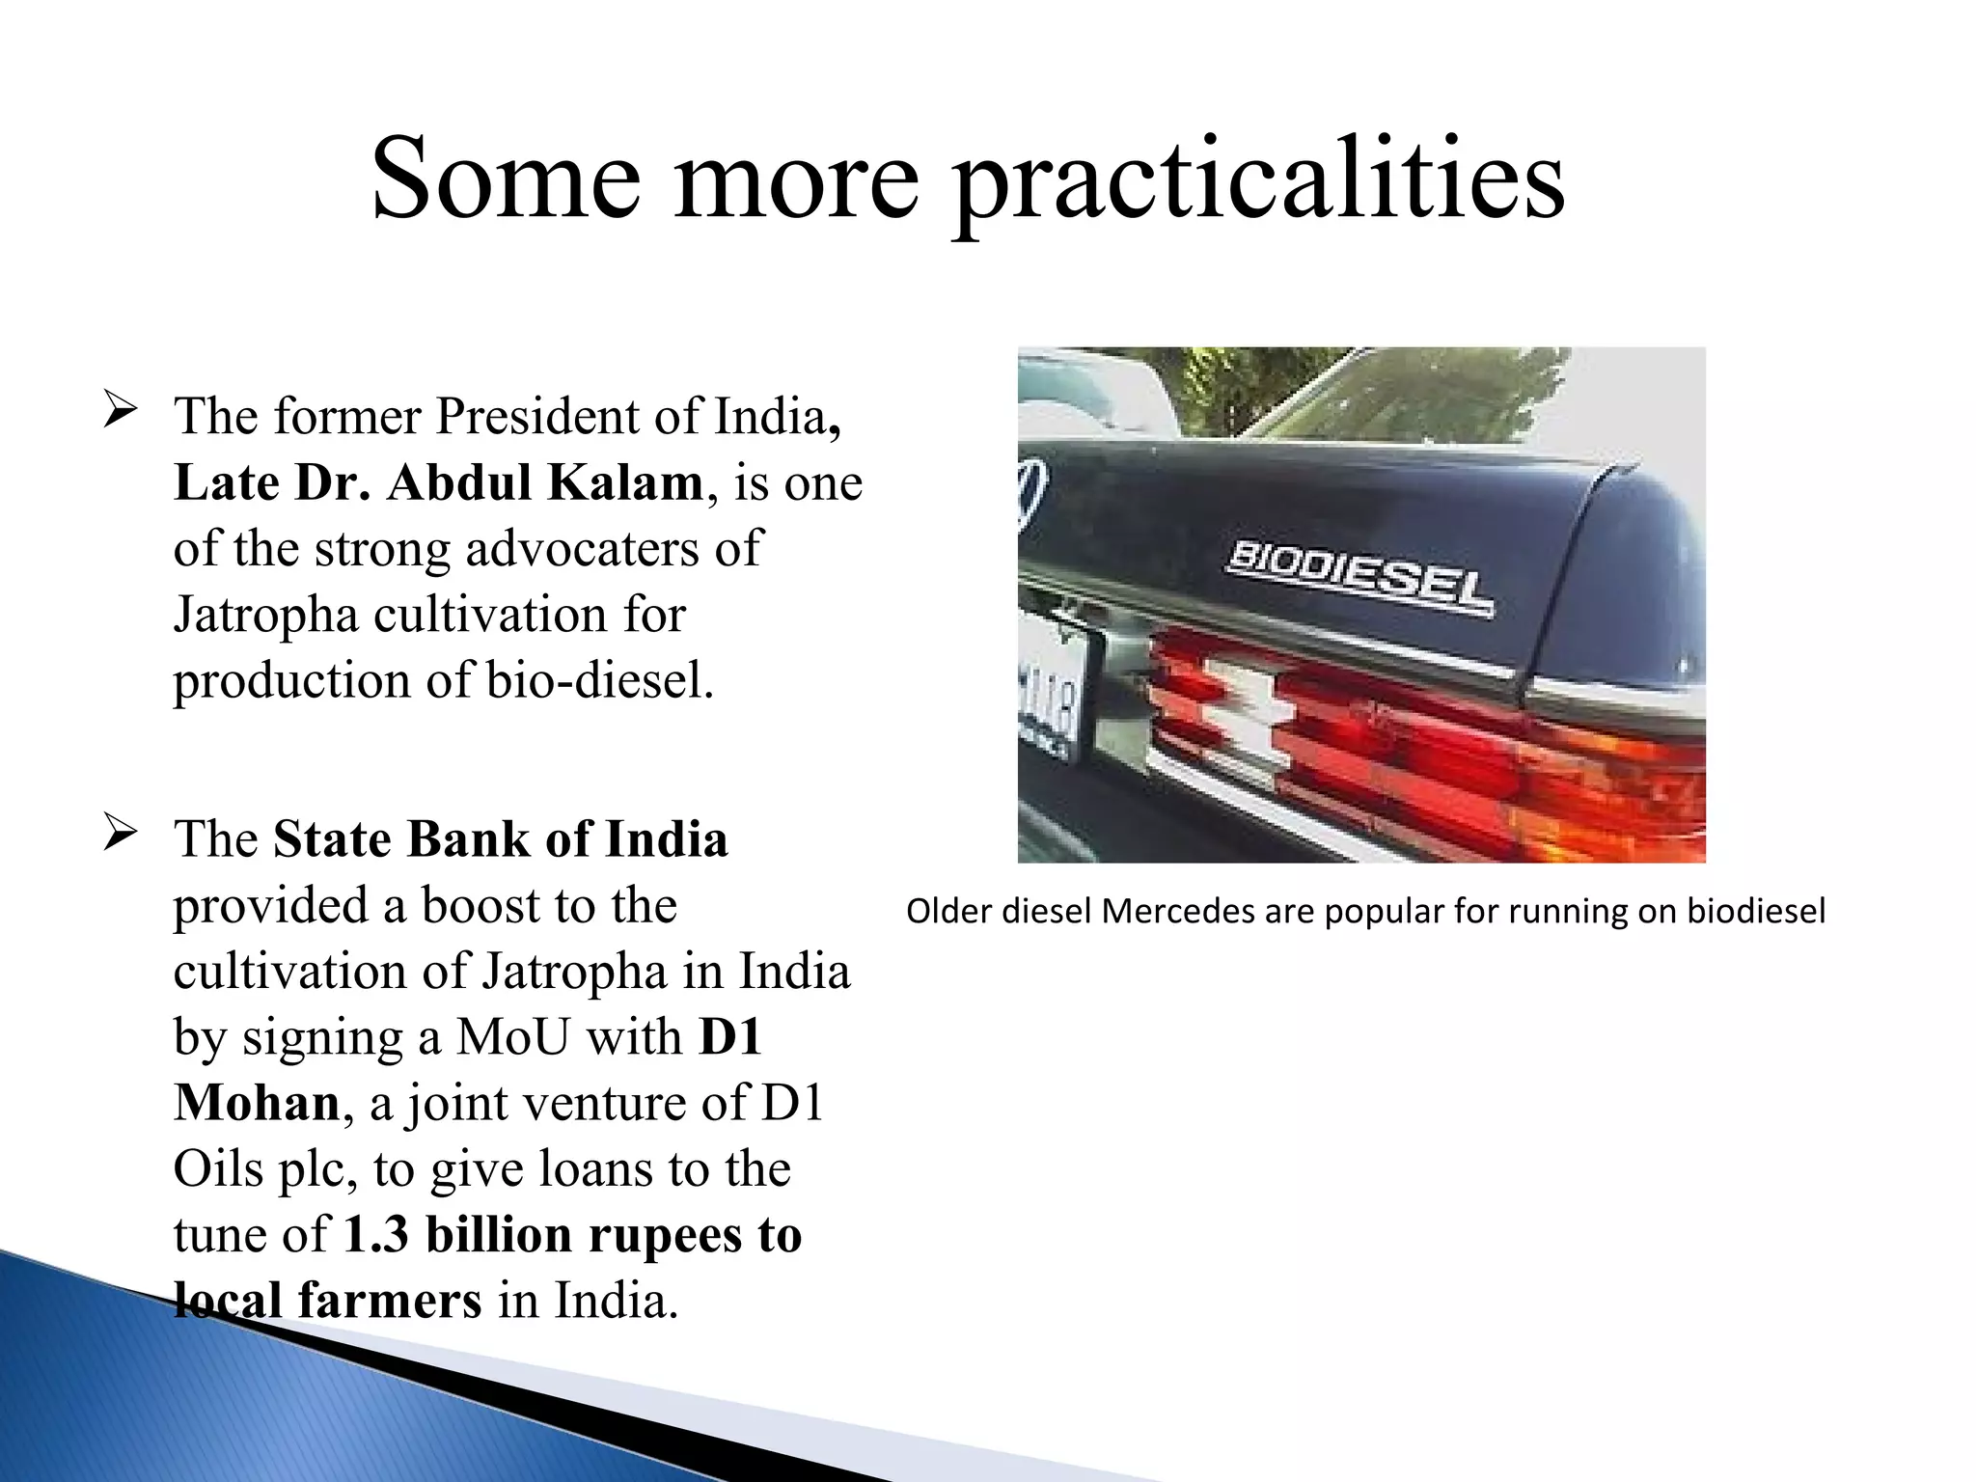 Some more practicalities
The former President of India,
Late Dr. Abdul Kalam, is one
of the strong advocaters of
Jatropha cultivation for
production of bio-diesel.
The State Bank of India
provided a boost to the
cultivation of Jatropha in India
by signing a MoU with D1
Mohan, a joint venture of D1
Oils plc, to give loans to the
tune of 1.3 billion rupees to
local farmers in India.
BIODIESEL
Older diesel Mercedes are popular for running on biodiesel